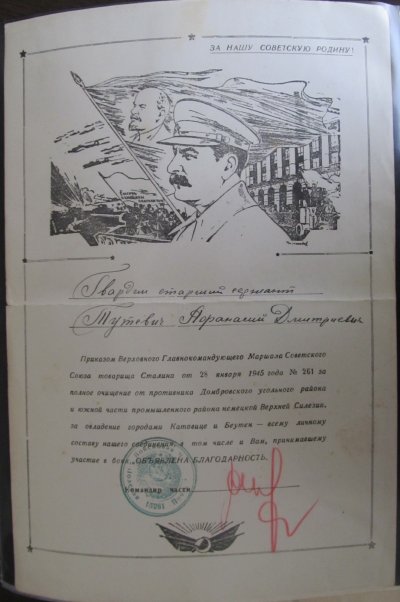 ЗА НАШУ СОВЕТСКУЮ РОДИНУ!
Гвардии старший сержант
Тутевич Афанасий Дмитриевич
Приказом Верховного Главнокомандующего Маршала Советского
Союза товарища Сталина от 28 января 1945 года № 261 за
полное очищение от противника Домбровского угольного района
и южной части промышленного района немецкой Верхней Силезии,
за овладение городами Катовице и Беутен — всему личному
составу нашего соединения, в том числе и Вам, принимавшему
участие в боях, ОБЪЯВЛЕНА БЛАГОДАРНОСТЬ.
Командир части